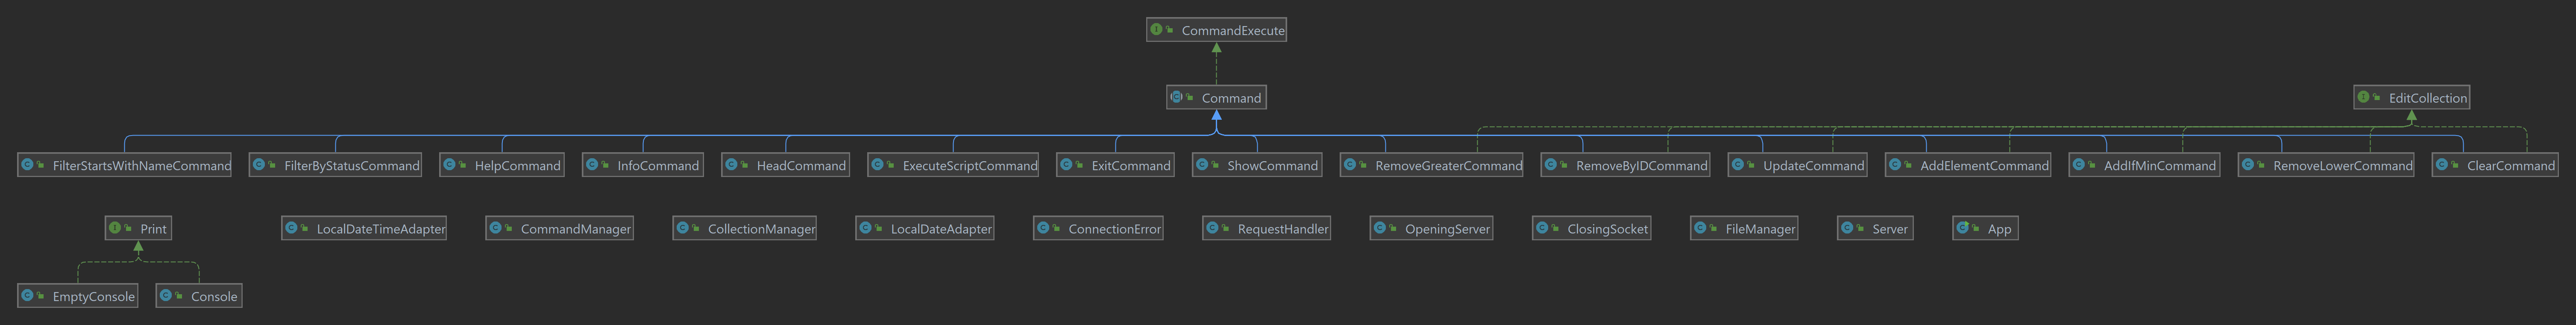 CommandExecute
Command
EditCollection
FilterStartsWithNameCommand
FilterByStatusCommand
HelpCommand
InfoCommand
HeadCommand
ExecuteScriptCommand
ExitCommand
ShowCommand
RemoveGreaterCommand
RemoveByIDCommand
UpdateCommand
AddElementCommand
AddIfMinCommand
RemoveLowerCommand
ClearCommand
Print
LocalDateTimeAdapter
CommandManager
CollectionManager
LocalDateAdapter
ConnectionError
RequestHandler
OpeningServer
ClosingSocket
FileManager
Server
App
EmptyConsole
Console